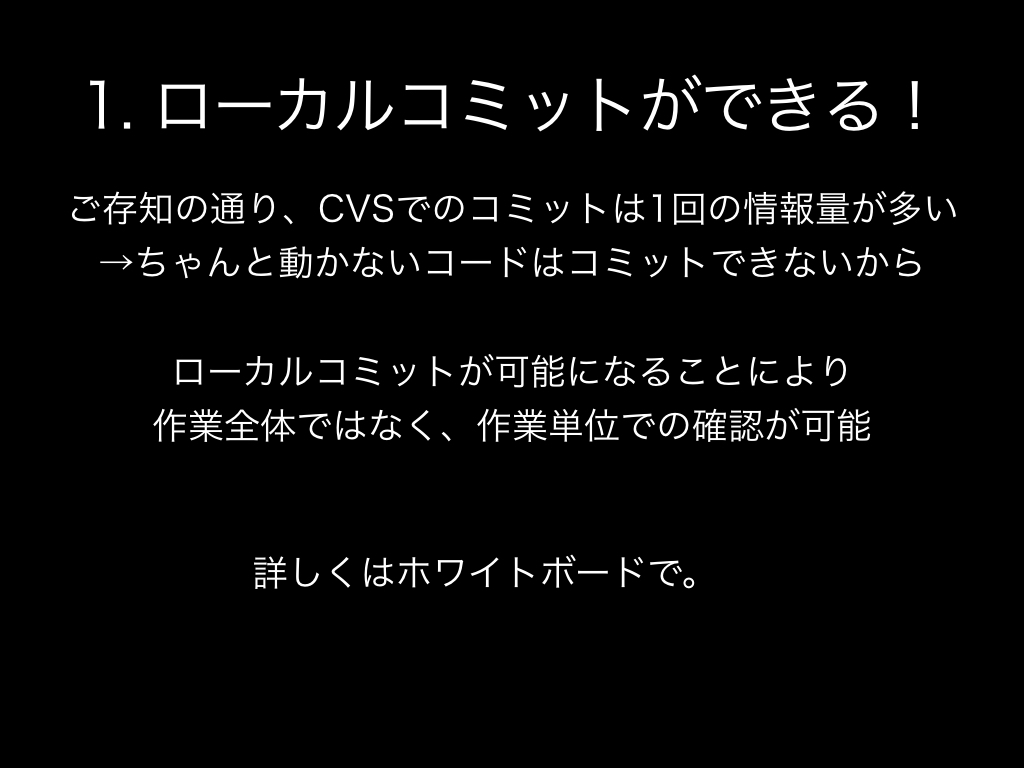 1. ローカルコミットができる！
ご存知の通り、CVSでのコミットは1回の情報量が多い
→ちゃんと動かないコードはコミットできないから
ローカルコミットが可能になることにより
作業全体ではなく、作業単位での確認が可能
詳しくはホワイトボードで。